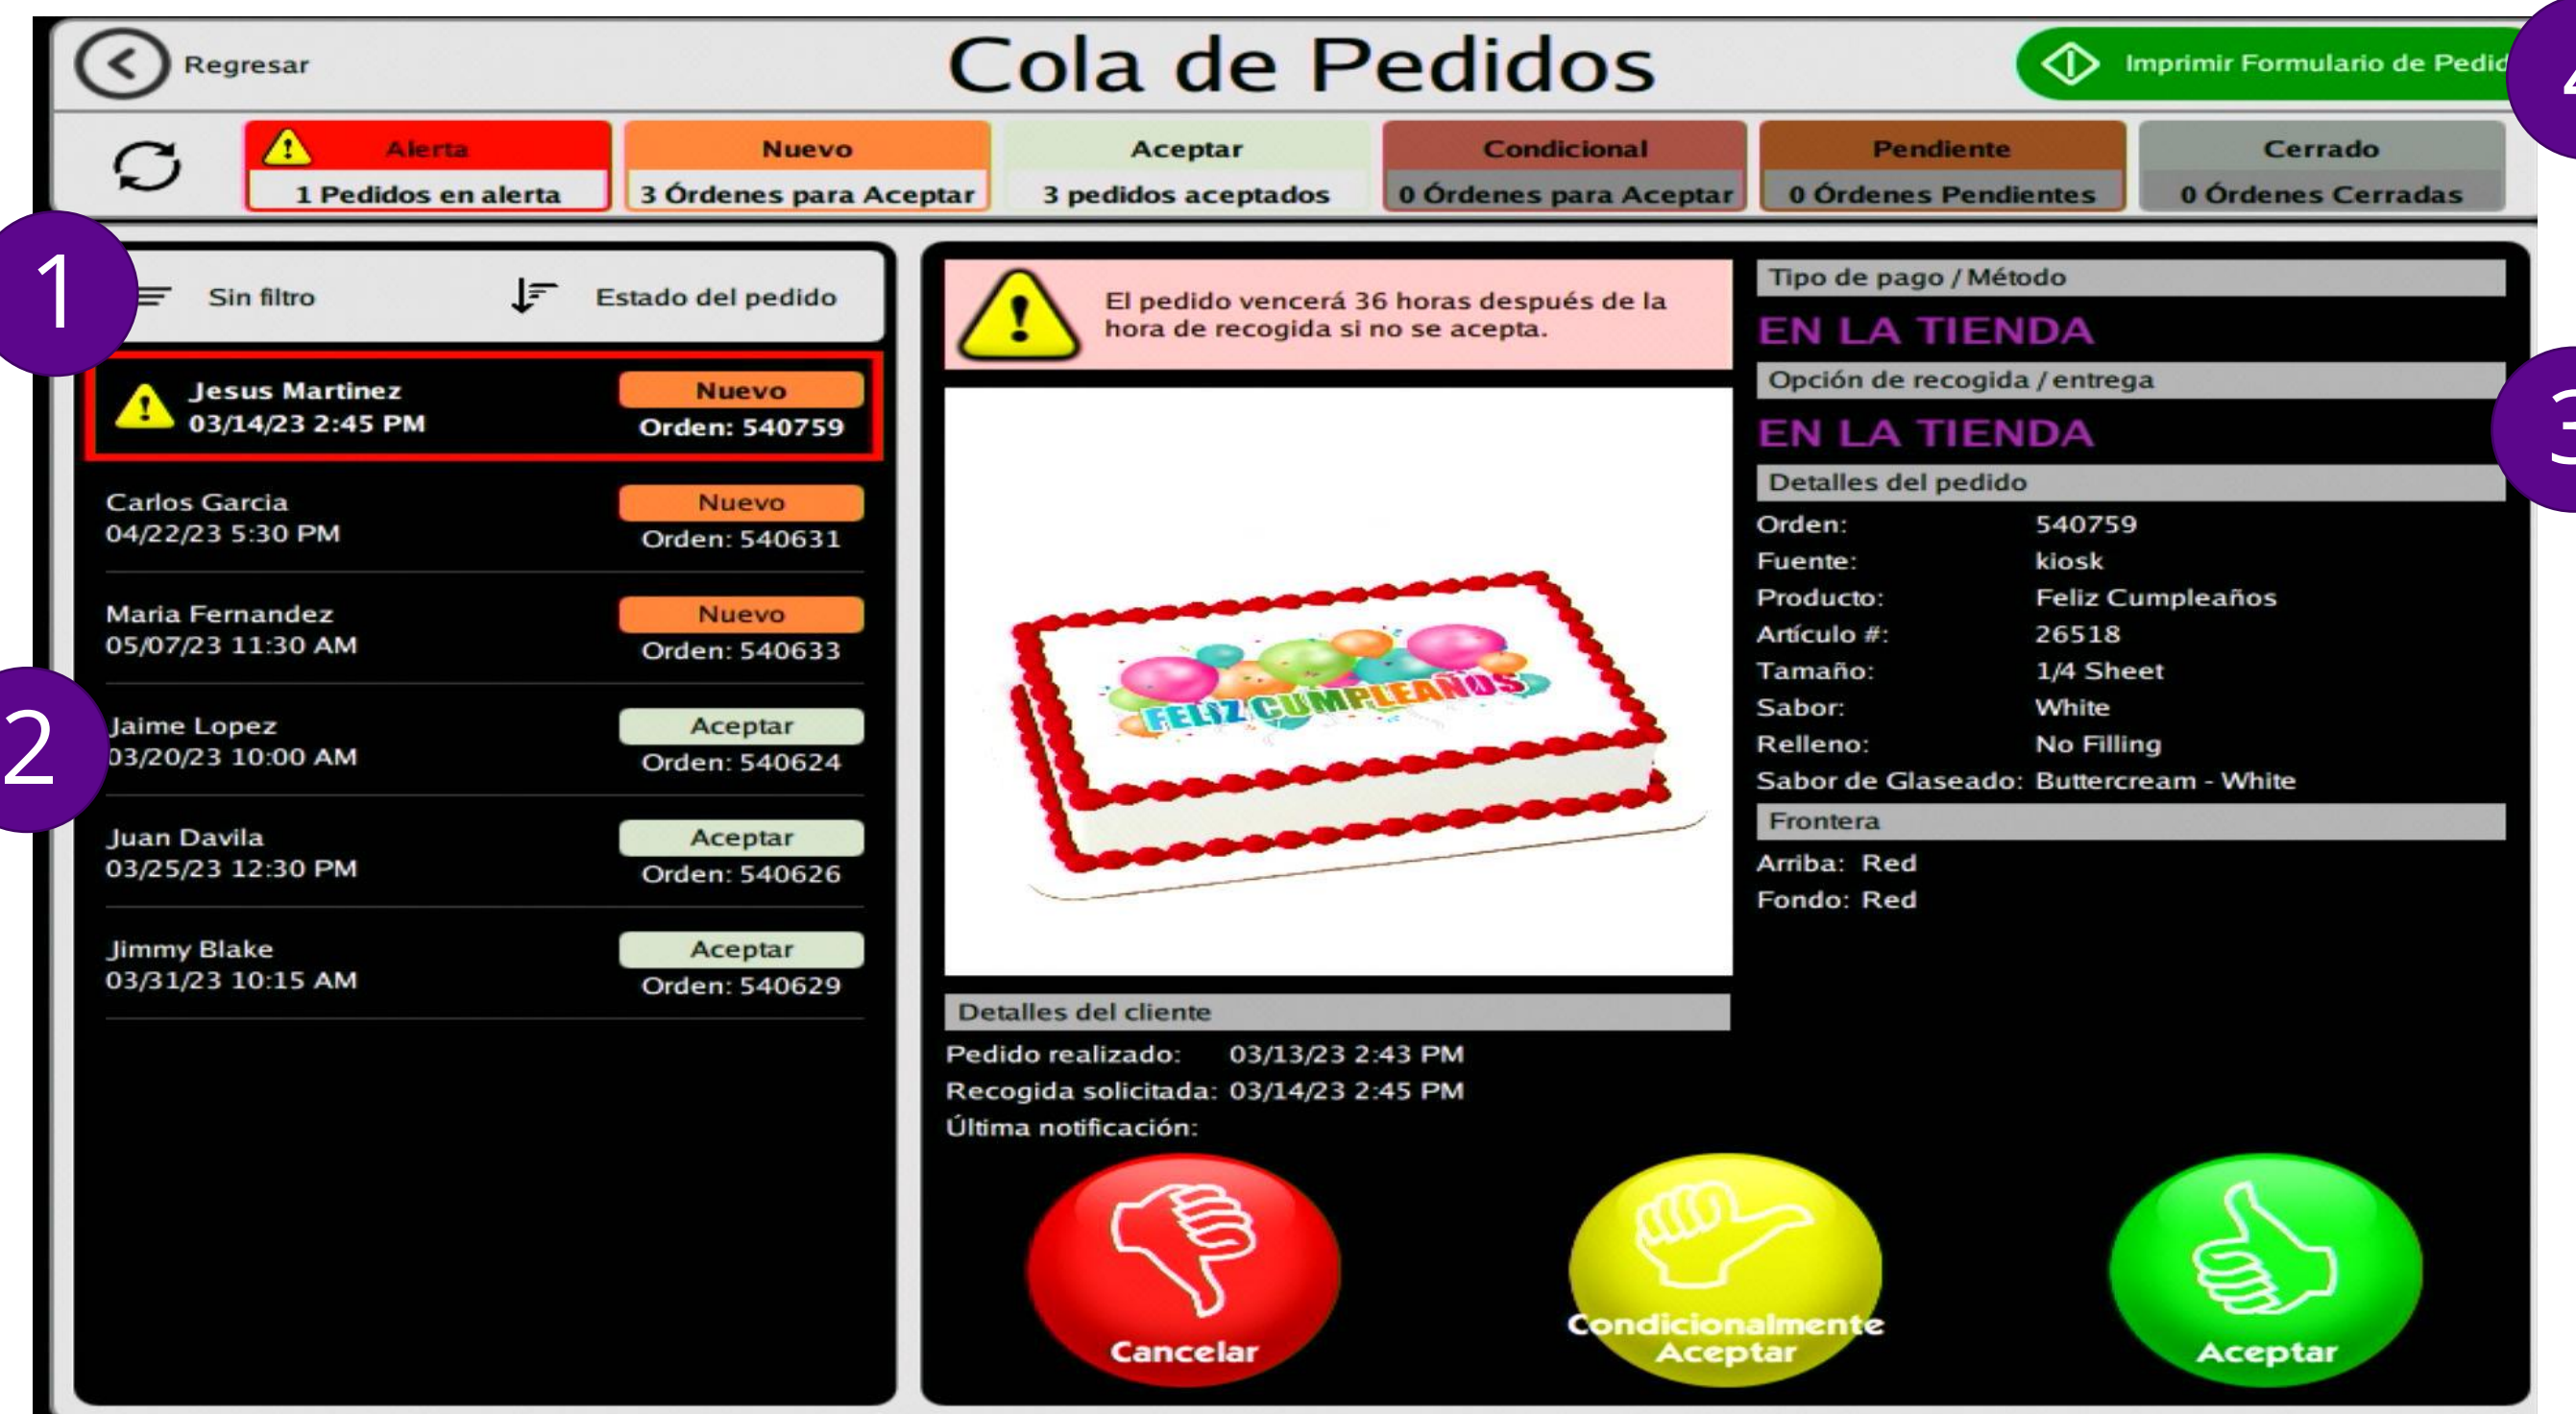 Regresar
Cola de Pedidos
Imprimir Formulario de
Alerta
1 Pedidos en alerta
Nuevo
3 Órdenes para Aceptar
Aceptar
3 pedidos aceptados
Condicional
0 Órdenes para Aceptar
Pendiente
0 Órdenes Pendientes
Cerrado
0 Órdenes Cerradas
1
Sin filtro
Estado del pedido
Jesus Martinez
03/14/23 2:45 PM
Nuevo
Orden: 540759
Carlos Garcia
04/22/23 5:30 PM
Nuevo
Orden: 540631
Maria Fernandez
05/07/23 11:30 AM
Nuevo
Orden: 540633
2
Jaime Lopez
03/20/23 10:00 AM
Aceptar
Orden: 540624
Juan Davila
03/25/23 12:30 PM
Aceptar
Orden: 540626
Jimmy Blake
03/31/23 10:15 AM
Aceptar
Orden: 540629
El pedido vencerá 36 horas después de la
hora de recogida si no se acepta.
FELIZ CUMPLEAÑOS
Detalles del cliente
Pedido realizado: 03/13/23 2:43 PM
Recogida solicitada: 03/14/23 2:45 PM
Última notificación:
Tipo de pago / Método
EN LA TIENDA
Opción de recogida / entrega
EN LA TIENDA
3
Detalles del pedido
Orden: 540759
Fuente: kiosk
Producto: Feliz Cumpleaños
Artículo #: 26518
Tamaño: 1/4 Sheet
Sabor: White
Relleno: No Filling
Sabor de Glaseado: Buttercream - White
Frontera
Arriba: Red
Fondo: Red
Cancelar
Condicionalmente
Aceptar
Aceptar